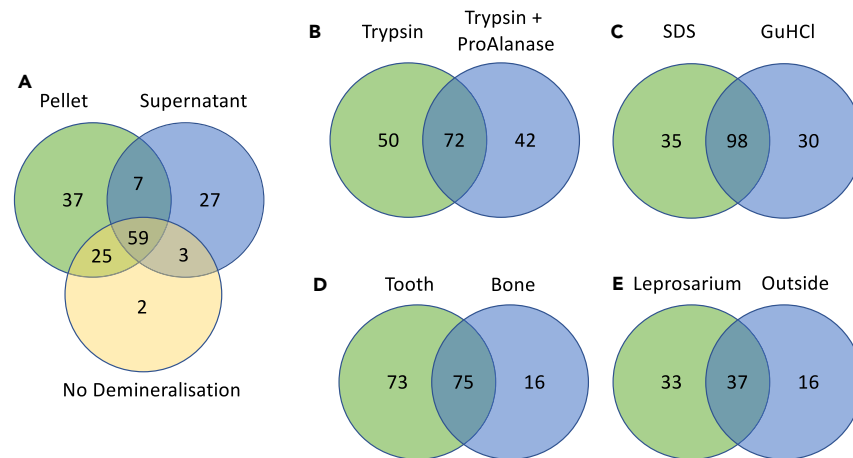 A
Pellet Supernatant
37 7 27
59
25 3
2
No Demineralisation
B
Trypsin Trypsin +
ProAlanase
50 72 42
C
SDS GuHCl
35 98 30
D
Tooth Bone
73 75 16
E
Leprosarium Outside
33 37 16